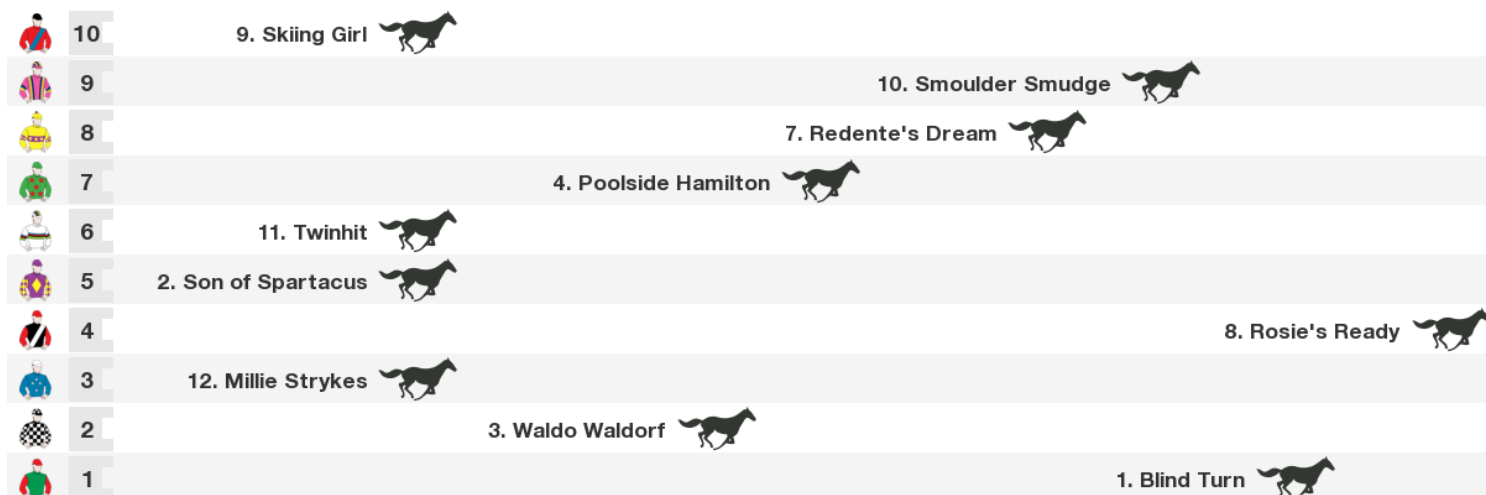 10 9. Skiing Girl
9 10. Smoulder Smudge
8 7. Redente's Dream
7 4. Poolside Hamilton
6 11. Twinhit
5 2. Son of Spartacus
4 8. Rosie's Ready
3 12. Millie Strykes
2 3. Waldo Waldorf
1 1. Blind Turn